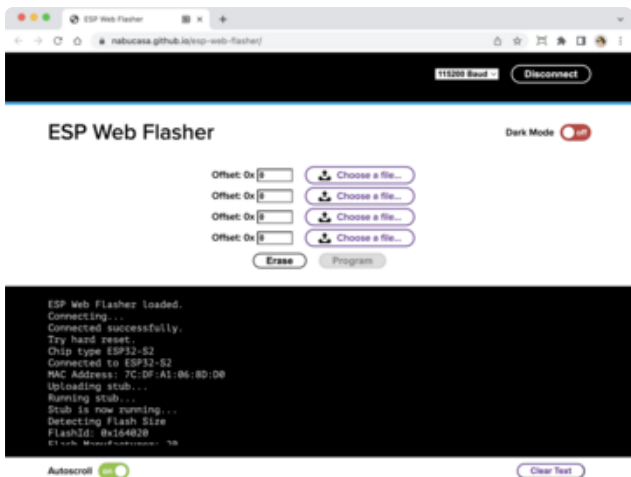 ESP Web Flasher
nabucasa.github.io/esp-web-flasher/
115200 Baud
Disconnect
ESP Web Flasher
Dark Mode off
Offset: 0x 0 Choose a file...
Offset: 0x 0 Choose a file...
Offset: 0x 0 Choose a file...
Offset: 0x 0 Choose a file...
Erase Program
ESP Web Flasher loaded.
Connecting...
Connected successfully.
Try hard reset.
Chip type ESP32-S2
Connected to ESP32-S2
MAC Address: 7C:DF:A1:06:8D:D0
Uploading stub...
Running stub...
Stub is now running...
Detecting Flash Size
FlashId: 0x164020
Flash Manufacturer: 20
Autoscroll on
Clear Text